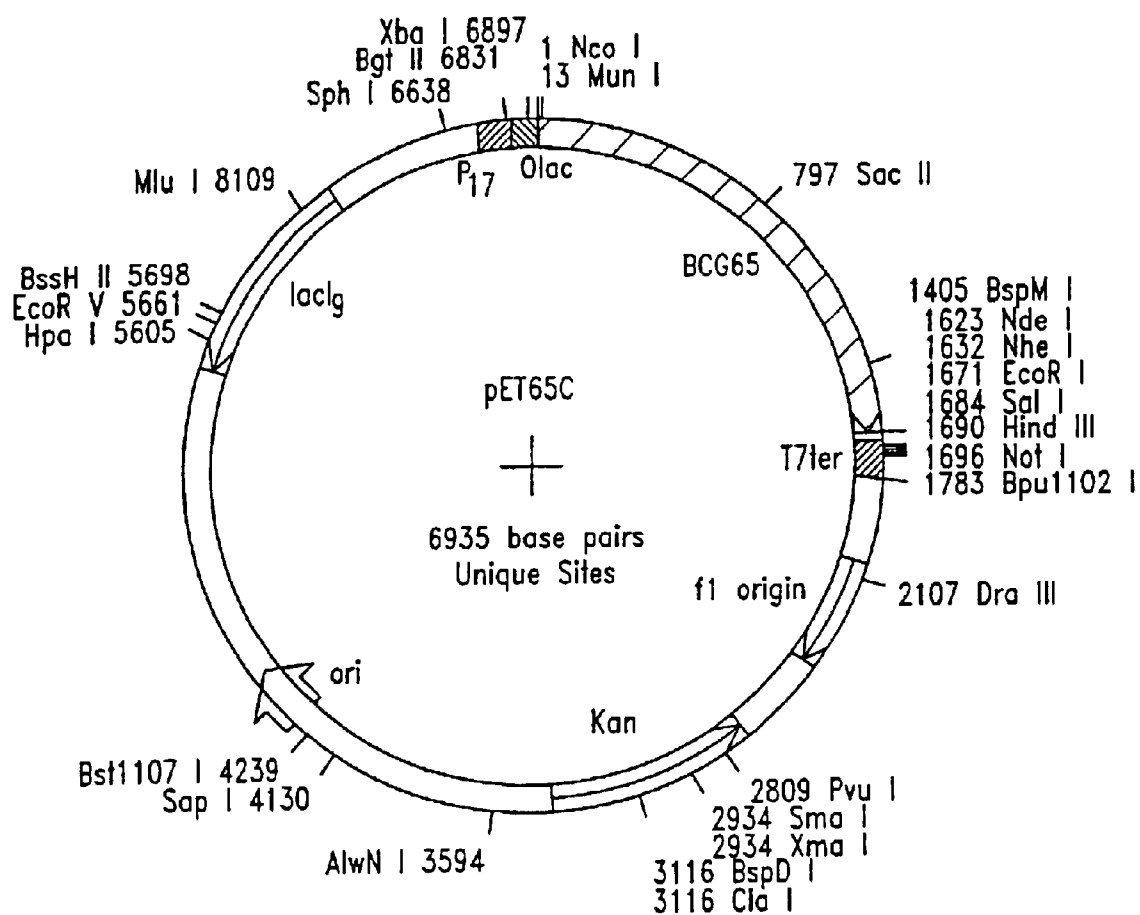 Xba I 6897
Bgt II 6831
Sph I 6638
1 Nco I
13 Mun I
P17
Olac
Mlu I 8109
797 Sac II
BCG65
BssH II 5698
EcoR V 5661
Hpa I 5605
lacIg
1405 BspM I
1623 Nde I
1632 Nhe I
1671 EcoR I
1684 Sal I
1690 Hind III
1696 Not I
1783 Bpu1102 I
pET65C
T7ter
6935 base pairs
Unique Sites
f1 origin
2107 Dra III
ori
Kan
Bst1107 I 4239
Sap I 4130
AlwN I 3594
2809 Pvu I
2934 Sma I
2934 Xma I
3116 BspD I
3116 Cla I